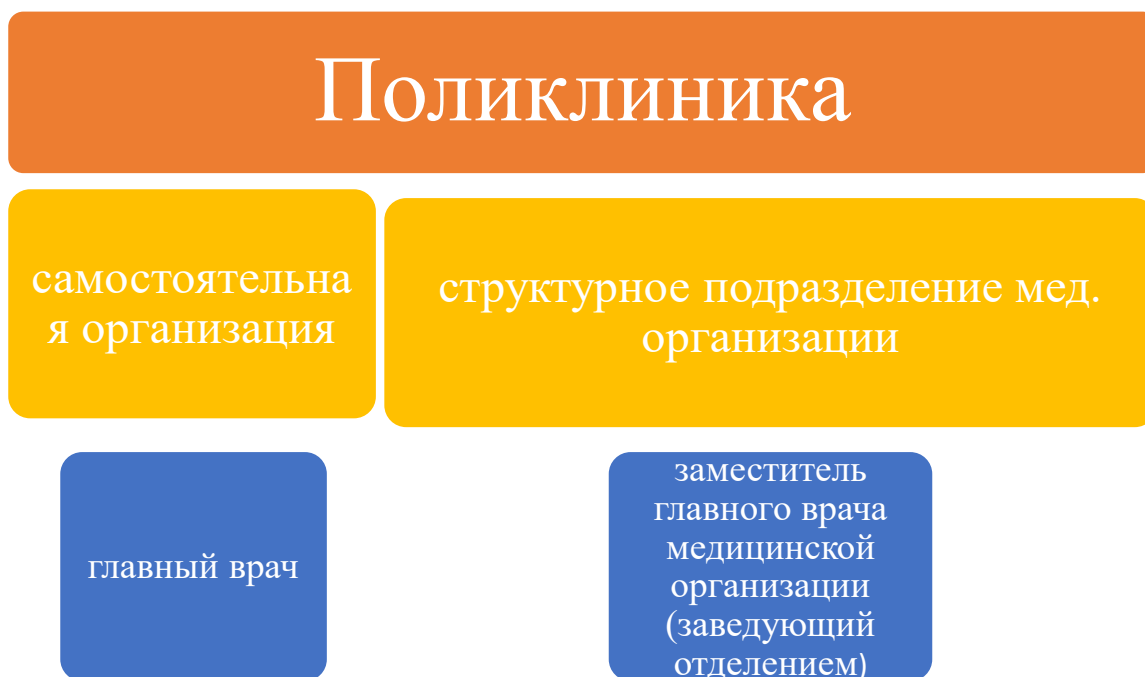 Поликлиника
самостоятельна
я организация
структурное подразделение мед.
организации
главный врач
заместитель
главного врача
медицинской
организации
(заведующий
отделением)